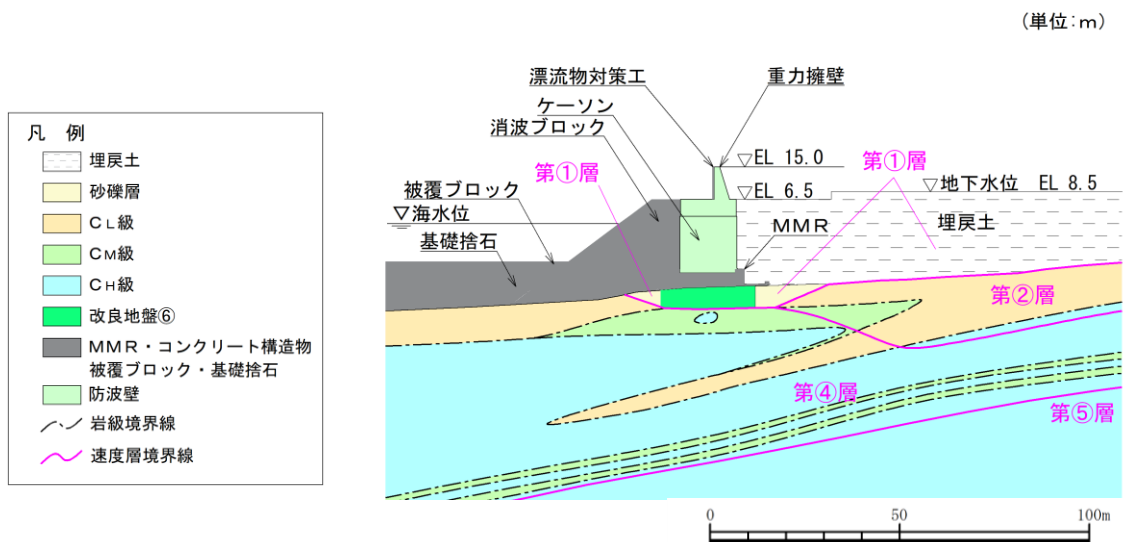 （単位：ｍ）
凡　例
埋戻土
砂礫層
ＣL級
ＣM級
ＣH級
改良地盤⑥
ＭＭＲ・コンクリート構造物
被覆ブロック・基礎捨石
防波壁
岩級境界線
速度層境界線
漂流物対策工
重力擁壁
ケーソン
消波ブロック
第①層
▽EL 15.0
第①層
被覆ブロック
▽EL 6.5
▽地下水位　EL 8.5
▽海水位
埋戻土
基礎捨石
ＭＭＲ
第②層
第④層
第⑤層
0
50
100m